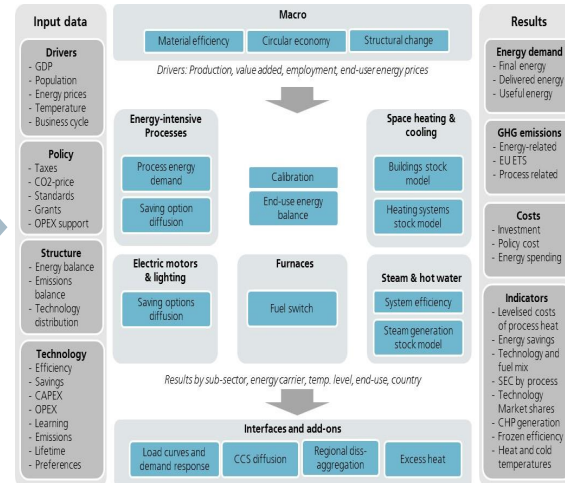 Input data
Drivers
- GDP
- Population
- Energy prices
- Temperature
- Business cycle
Policy
- Taxes
- CO2-price
- Standards
- Grants
- OPEX support
Structure
- Energy balance
- Emissions
balance
- Technology
distribution
Technology
- Efficiency
- Savings
- CAPEX
- OPEX
- Learning
- Emissions
- Lifetime
- Preferences
Macro
Material efficiency
Circular economy
Structural change
Drivers: Production, value added, employment, end-user energy prices
Energy-intensive
Processes
Process energy
demand
Saving option
diffusion
Calibration
End-use energy
balance
Space heating &
cooling
Buildings stock
model
Heating systems
stock model
Electric motors
& lighting
Saving options
diffusion
Furnaces
Fuel switch
Steam & hot water
System efficiency
Steam generation
stock model
Results by sub-sector, energy carrier, temp. level, end-use, country
Interfaces and add-ons
Load curves and
demand response
CCS diffusion
Regional diss-
aggregation
Excess heat
Results
Energy demand
- Final energy
- Delivered energy
- Useful energy
GHG emissions
- Energy-related
- EU ETS
- Process related
Costs
- Investment
- Policy cost
- Energy spending
Indicators
- Levelised costs
of process heat
- Energy savings
- Technology and
fuel mix
- SEC by process
- Technology
Market shares
- CHP generation
- Frozen efficiency
- Heat and cold
temperatures